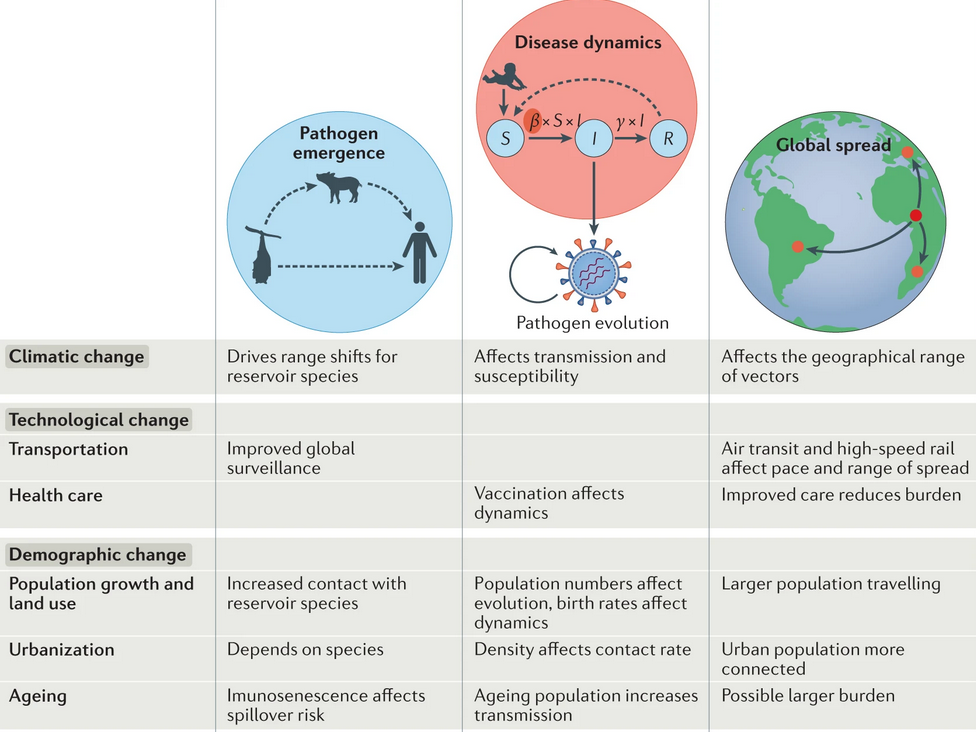 Disease dynamics
β × S × I
γ × I
S
I
R
Pathogen
emergence
Global spread
Pathogen evolution
Climatic change
Drives range shifts for
reservoir species
Affects transmission and
susceptibility
Affects the geographical range
of vectors
Technological change
Transportation
Improved global
surveillance
Air transit and high-speed rail
affect pace and range of spread
Health care
Vaccination affects
dynamics
Improved care reduces burden
Demographic change
Population growth and
land use
Increased contact with
reservoir species
Population numbers affect
evolution, birth rates affect
dynamics
Larger population travelling
Urbanization
Depends on species
Density affects contact rate
Urban population more
connected
Ageing
Imunosenescence affects
spillover risk
Ageing population increases
transmission
Possible larger burden